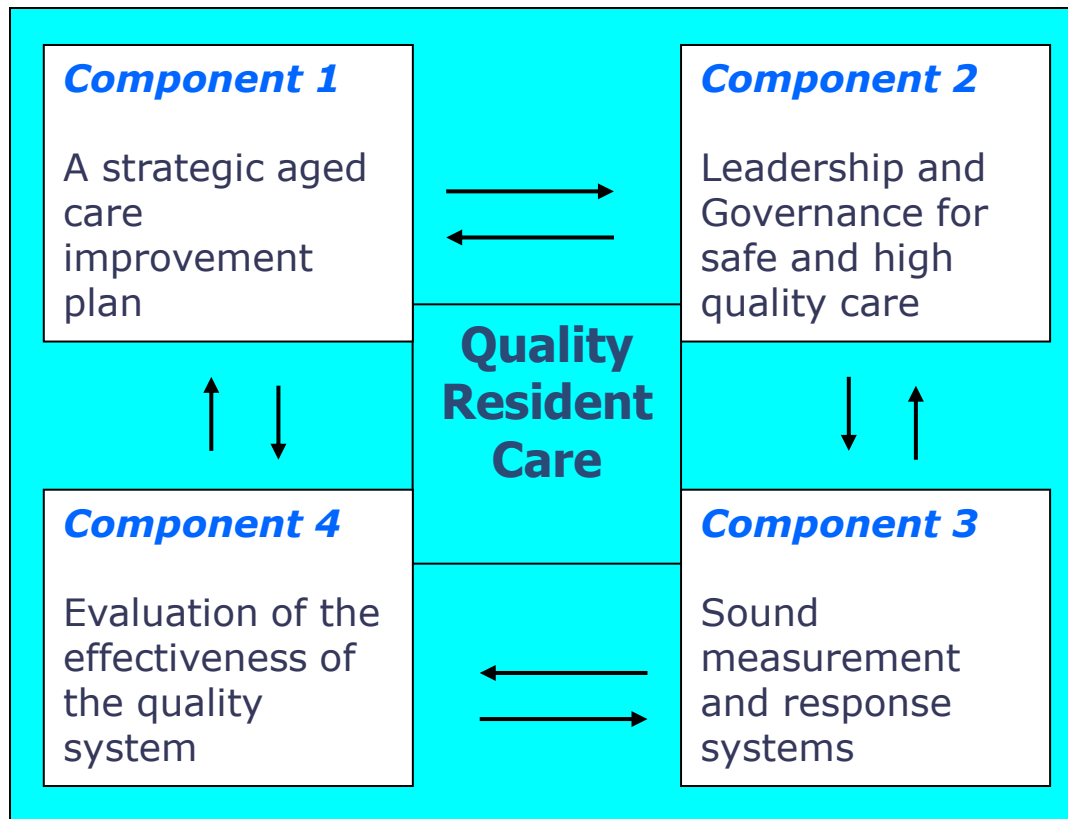 Component 1
A strategic aged
care
improvement
plan
Component 2
Leadership and
Governance for
safe and high
quality care
Quality
Resident
Care
Component 4
Evaluation of the
effectiveness of
the quality
system
Component 3
Sound
measurement
and response
systems